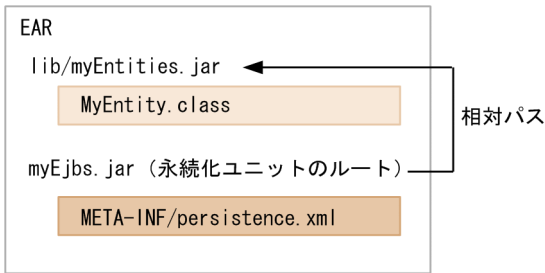 EAR
lib/myEntities.jar
MyEntity.class
相対パス
myEjbs.jar（永続化ユニットのルート）
META-INF/persistence.xml